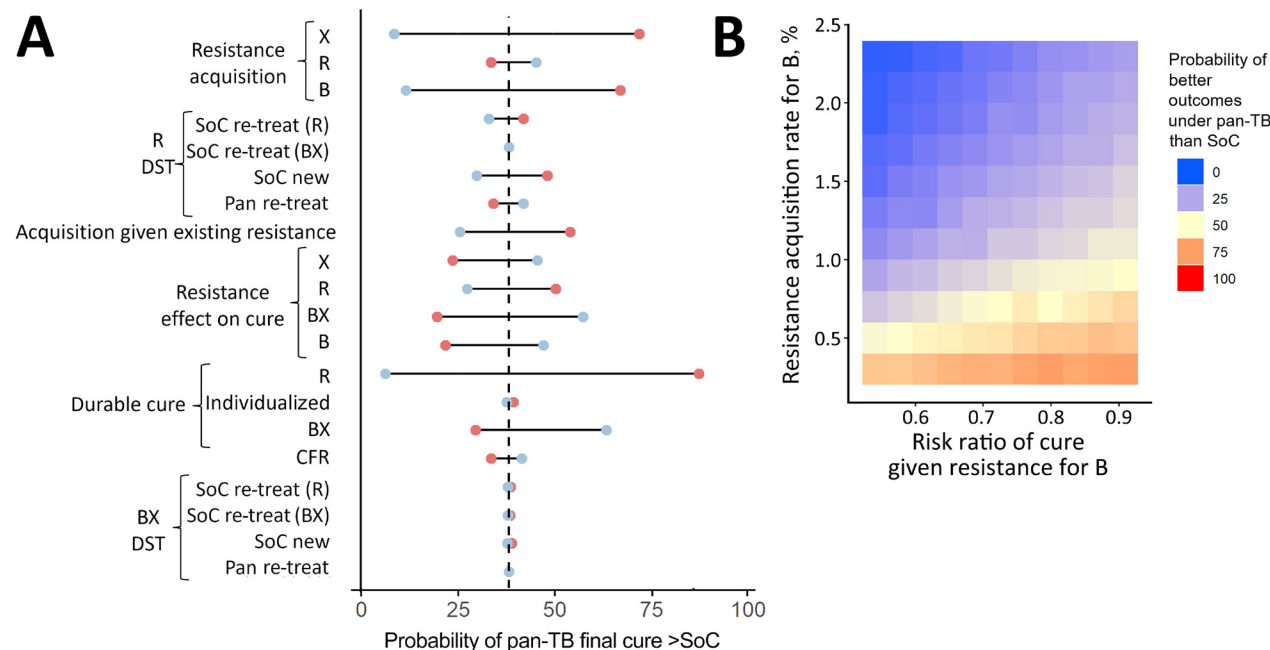 A
Resistance
acquisition
X
R
B
R
DST
SoC re-treat (R)
SoC re-treat (BX)
SoC new
Pan re-treat
Acquisition given existing resistance
Resistance
effect on cure
X
R
BX
B
Durable cure
R
Individualized
BX
CFR
BX
DST
SoC re-treat (R)
SoC re-treat (BX)
SoC new
Pan re-treat
0 25 50 75 100
Probability of pan-TB final cure >SoC
B
Resistance acquisition rate for B, %
2.5
2.0
1.5
1.0
0.5
0.6 0.7 0.8 0.9
Risk ratio of cure
given resistance for B
Probability of
better
outcomes
under pan-TB
than SoC
0
25
50
75
100